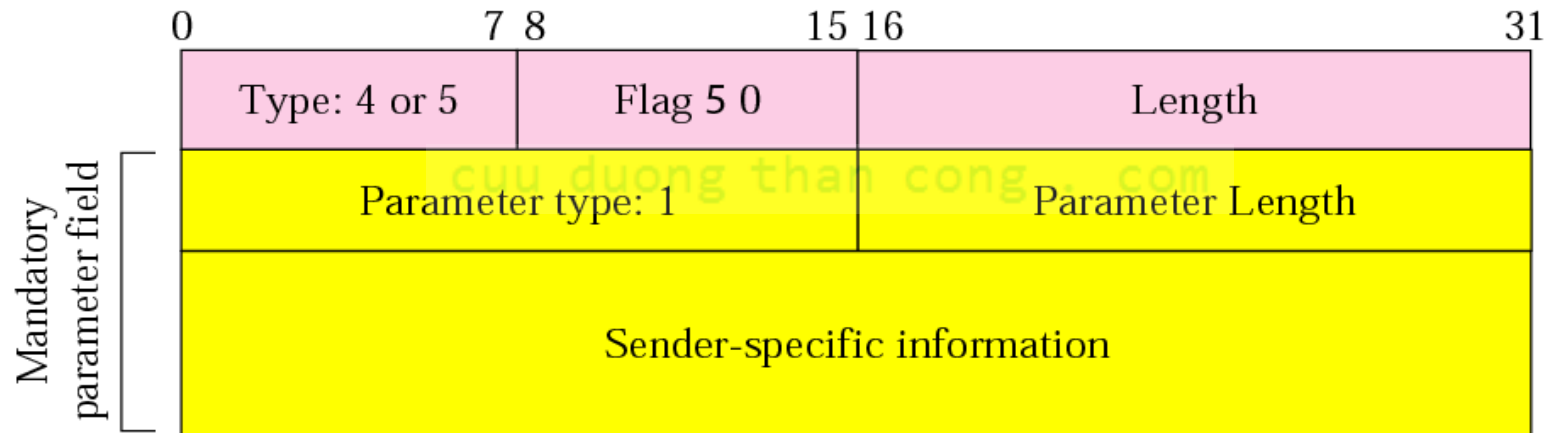 0 7 8 15 16 31
Type: 4 or 5 Flag 5 0 Length
cuu duong than cong . com
Parameter type: 1 Parameter Length
Mandatory
parameter field
Sender-specific information